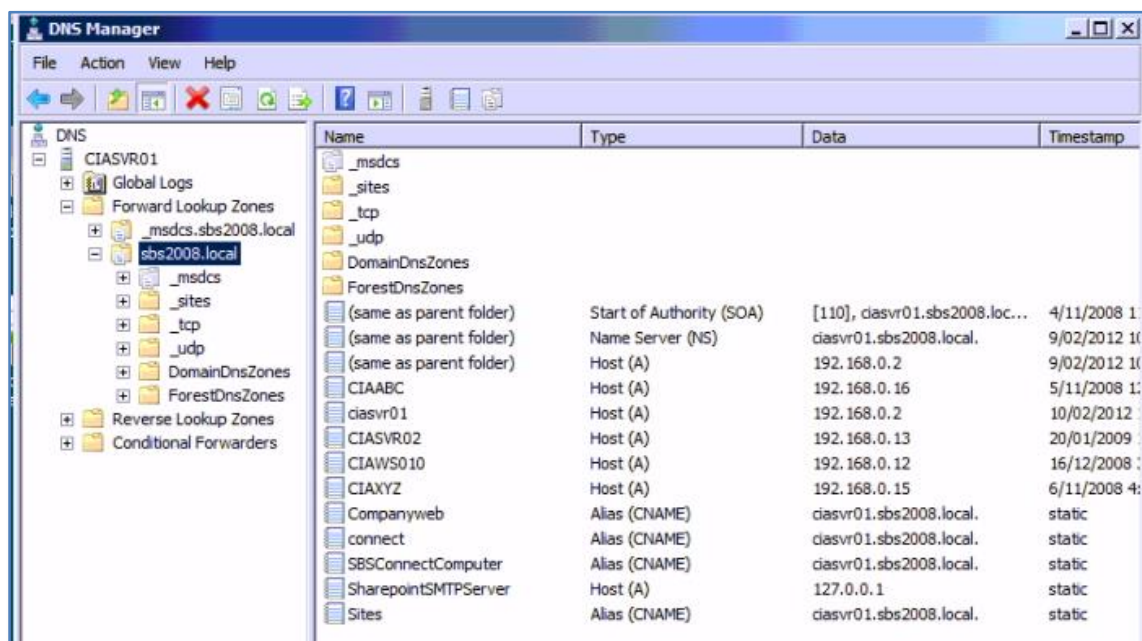 DNS Manager
File Action View Help
DNS
CIASVR01
Global Logs
Forward Lookup Zones
_msdcs.sbs2008.local
sbs2008.local
_msdcs
_sites
_tcp
_udp
DomainDnsZones
ForestDnsZones
Reverse Lookup Zones
Conditional Forwarders
Name Type Data Timestamp
_msdcs
_sites
_tcp
_udp
DomainDnsZones
ForestDnsZones
(same as parent folder) Start of Authority (SOA) [110], ciasvr01.sbs2008.loc... 4/11/2008 1
(same as parent folder) Name Server (NS) ciasvr01.sbs2008.local. 9/02/2012 1
(same as parent folder) Host (A) 192.168.0.2 9/02/2012 1
CIAABC Host (A) 192.168.0.16 5/11/2008 1
ciasvr01 Host (A) 192.168.0.2 10/02/2012
CIASVR02 Host (A) 192.168.0.13 20/01/2009
CIAWS010 Host (A) 192.168.0.12 16/12/2008
CIAXYZ Host (A) 192.168.0.15 6/11/2008 4:
Companyweb Alias (CNAME) ciasvr01.sbs2008.local. static
connect Alias (CNAME) ciasvr01.sbs2008.local. static
SBSConnectComputer Alias (CNAME) ciasvr01.sbs2008.local. static
SharepointSMTPServer Host (A) 127.0.0.1 static
Sites Alias (CNAME) ciasvr01.sbs2008.local. static